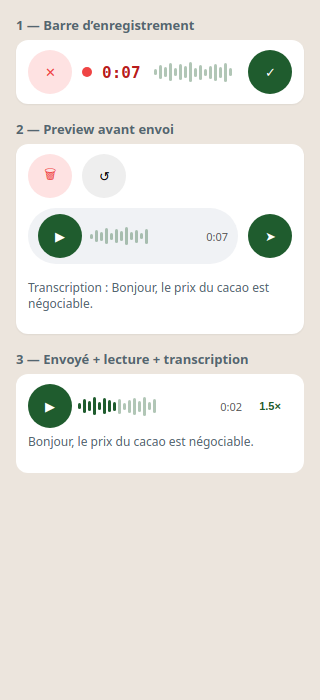 1 — Barre d'enregistrement
0:07
2 — Preview avant envoi
0:07
Transcription : Bonjour, le prix du cacao est
négociable.
3 — Envoyé + lecture + transcription
0:02 1.5×
Bonjour, le prix du cacao est négociable.